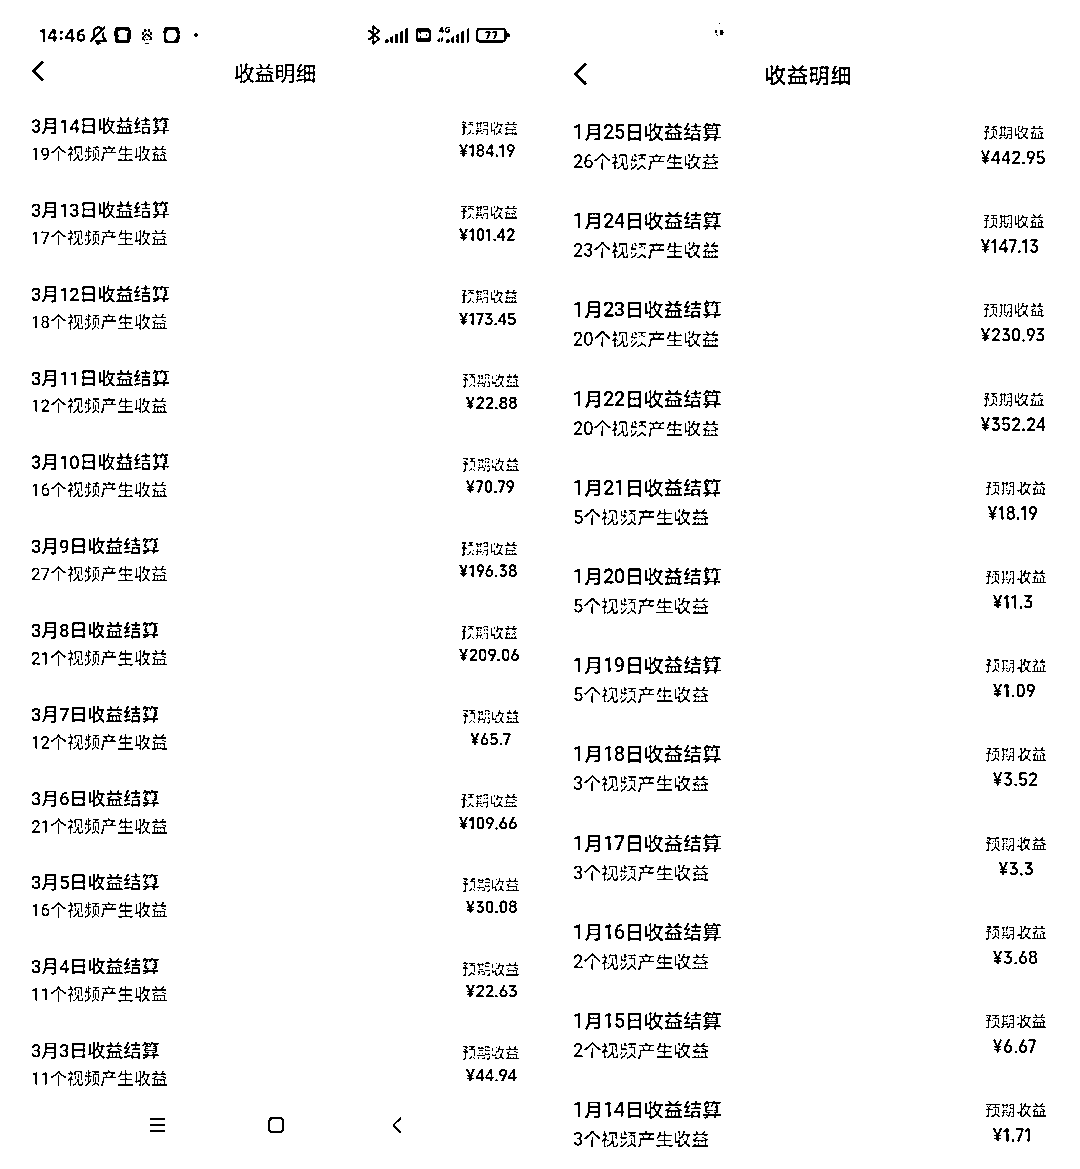 14:46
4G
77
收益明细
3月14日收益结算
预期收益
19个视频产生收益
¥184.19
3月13日收益结算
预期收益
17个视频产生收益
¥101.42
3月12日收益结算
预期收益
18个视频产生收益
¥173.45
3月11日收益结算
预期收益
12个视频产生收益
¥22.88
3月10日收益结算
预期收益
16个视频产生收益
¥70.79
3月9日收益结算
预期收益
27个视频产生收益
¥196.38
3月8日收益结算
预期收益
21个视频产生收益
¥209.06
3月7日收益结算
预期收益
12个视频产生收益
¥65.7
3月6日收益结算
预期收益
21个视频产生收益
¥109.66
3月5日收益结算
预期收益
16个视频产生收益
¥30.08
3月4日收益结算
预期收益
11个视频产生收益
¥22.63
3月3日收益结算
预期收益
11个视频产生收益
¥44.94
收益明细
1月25日收益结算
预期收益
26个视频产生收益
¥442.95
1月24日收益结算
预期收益
23个视频产生收益
¥147.13
1月23日收益结算
预期收益
20个视频产生收益
¥230.93
1月22日收益结算
预期收益
20个视频产生收益
¥352.24
1月21日收益结算
预期收益
5个视频产生收益
¥18.19
1月20日收益结算
预期收益
5个视频产生收益
¥11.3
1月19日收益结算
预期收益
5个视频产生收益
¥1.09
1月18日收益结算
预期收益
3个视频产生收益
¥3.52
1月17日收益结算
预期收益
3个视频产生收益
¥3.3
1月16日收益结算
预期收益
2个视频产生收益
¥3.68
1月15日收益结算
预期收益
2个视频产生收益
¥6.67
1月14日收益结算
预期收益
3个视频产生收益
¥1.71